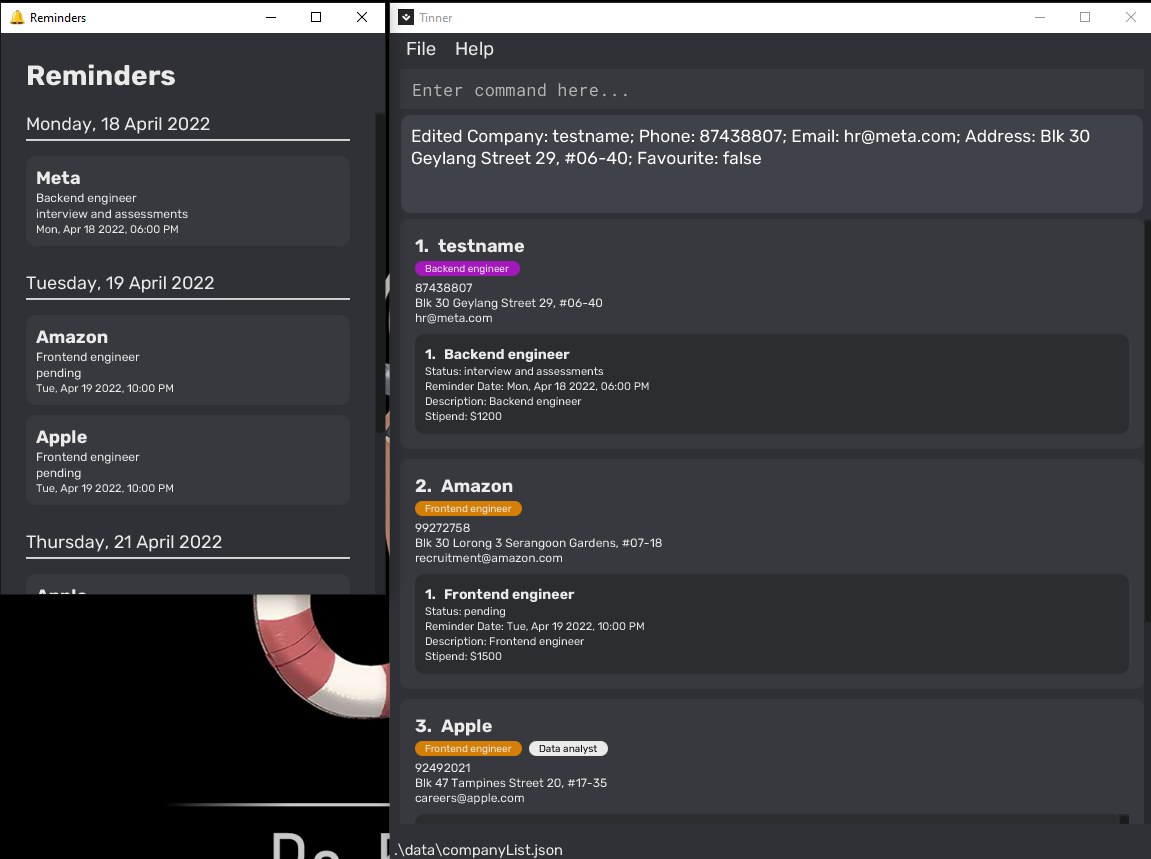 Reminders
Reminders
Monday, 18 April 2022
Meta
Backend engineer
interview and assessments
Mon, Apr 18 2022, 06:00 PM
Tuesday, 19 April 2022
Amazon
Frontend engineer
pending
Tue, Apr 19 2022, 10:00 PM
Apple
Frontend engineer
pending
Tue, Apr 19 2022, 10:00 PM
Thursday, 21 April 2022
Apple
Tinner
File Help
Enter command here...
Edited Company: testname; Phone: 87438807; Email: hr@meta.com; Address: Blk 30
Geylang Street 29, #06-40; Favourite: false
1. testname
Backend engineer
87438807
Blk 30 Geylang Street 29, #06-40
hr@meta.com
1. Backend engineer
Status: interview and assessments
Reminder Date: Mon, Apr 18 2022, 06:00 PM
Description: Backend engineer
Stipend: $1200
2. Amazon
Frontend engineer
99272758
Blk 30 Lorong 3 Serangoon Gardens, #07-18
recruitment@amazon.com
1. Frontend engineer
Status: pending
Reminder Date: Tue, Apr 19 2022, 10:00 PM
Description: Frontend engineer
Stipend: $1500
3. Apple
Frontend engineer Data analyst
92492021
Blk 47 Tampines Street 20, #17-35
careers@apple.com
.\data\companyList.json